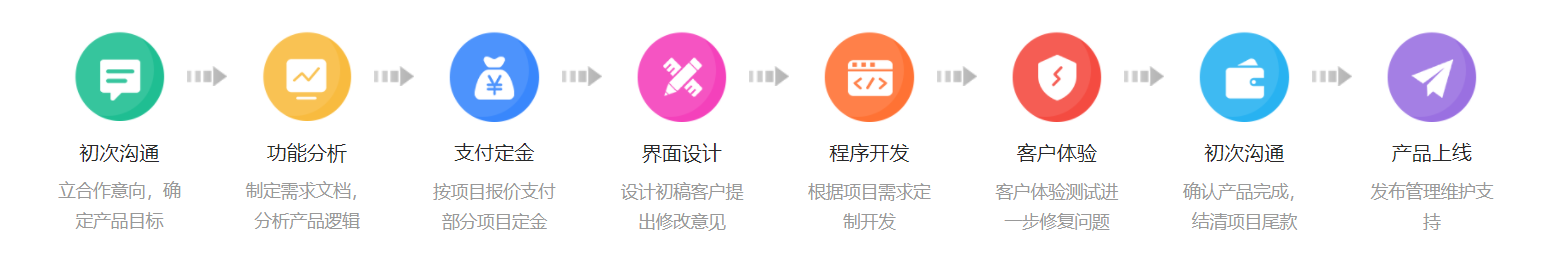 初次沟通
立合作意向，确
定产品目标
功能分析
制定需求文档，
分析产品逻辑
¥
支付定金
按项目报价支付
部分项目定金
界面设计
设计初稿客户提
出修改意见
</>
程序开发
根据项目需求定
制开发
客户体验
客户体验测试进
一步修复问题
初次沟通
确认产品完成，
结清项目尾款
产品上线
发布管理维护支
持